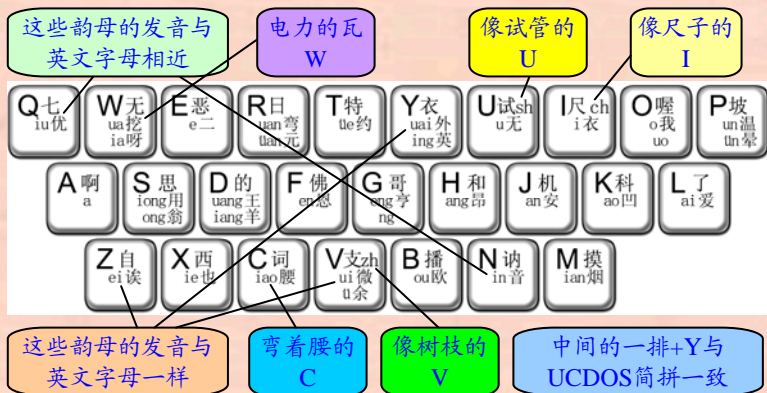 这些韵母的发音与
英文字母相近
电力的瓦
W
像试管的
U
像尺子的
I
Q七
iu优
W无
ua挖
ia呀
E恶
e二
R日
uan弯
üan元
T特
üe约
Y衣
uai外
ing英
U试sh
u无
I尺ch
i衣
O喔
o我
uo
P坡
un温
ün晕
A啊
a
S思
iong用
ong翁
D的
uang王
iang羊
F佛
en恩
G哥
eng亨
ng
H和
ang昂
J机
an安
K科
ao凹
L了
ai爱
Z自
ei诶
X西
ie也
C词
iao腰
V支zh
ui微
ü余
B播
ou欧
N讷
in音
M摸
ian烟
这些韵母的发音与
英文字母一样
弯着腰的
C
像树枝的
V
中间的一排+Y与
UCDOS简拼一致